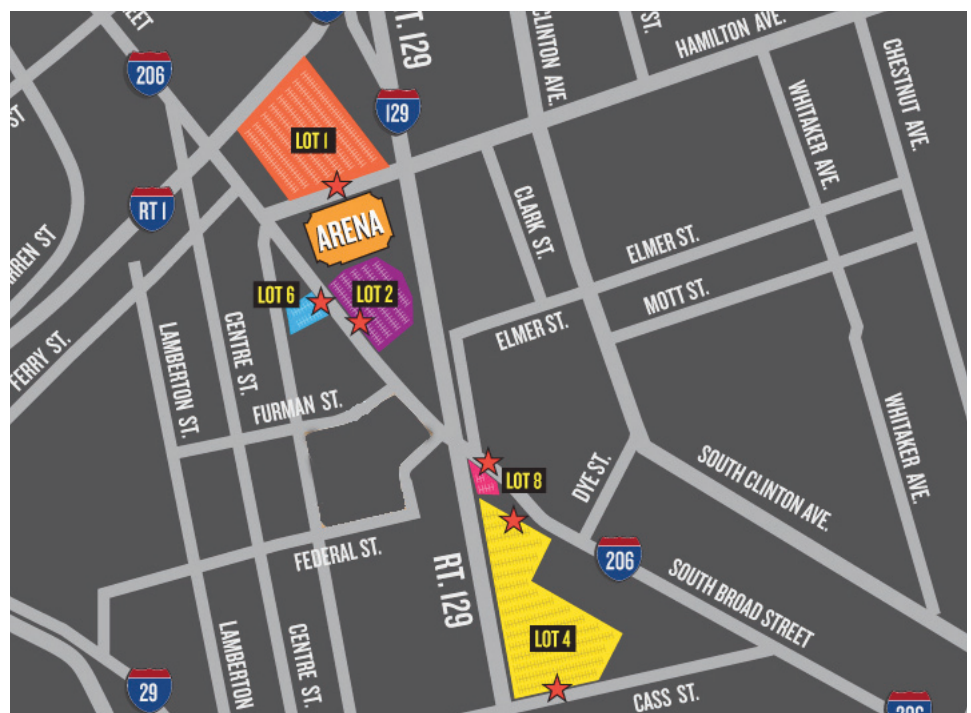 EET
RT. 129
CLINTON AVE.
ST.
HAMILTON AVE.
CHESTNUT AVE.
206
129
WHITAKER AVE.
ST
LOT 1
RT 1
CLARK ST.
ARENA
ELMER ST.
RREN ST
LOT 6
LOT 2
MOTT ST.
ELMER ST.
FERRY ST.
LAMBERTON ST.
CENTRE ST.
FURMAN ST.
WHITAKER AVE.
SOUTH CLINTON AVE.
DYE ST.
LOT 8
FEDERAL ST.
RT. 129
206
SOUTH BROAD STREET
LAMBERTON
CENTRE ST.
LOT 4
29
CASS ST.
206